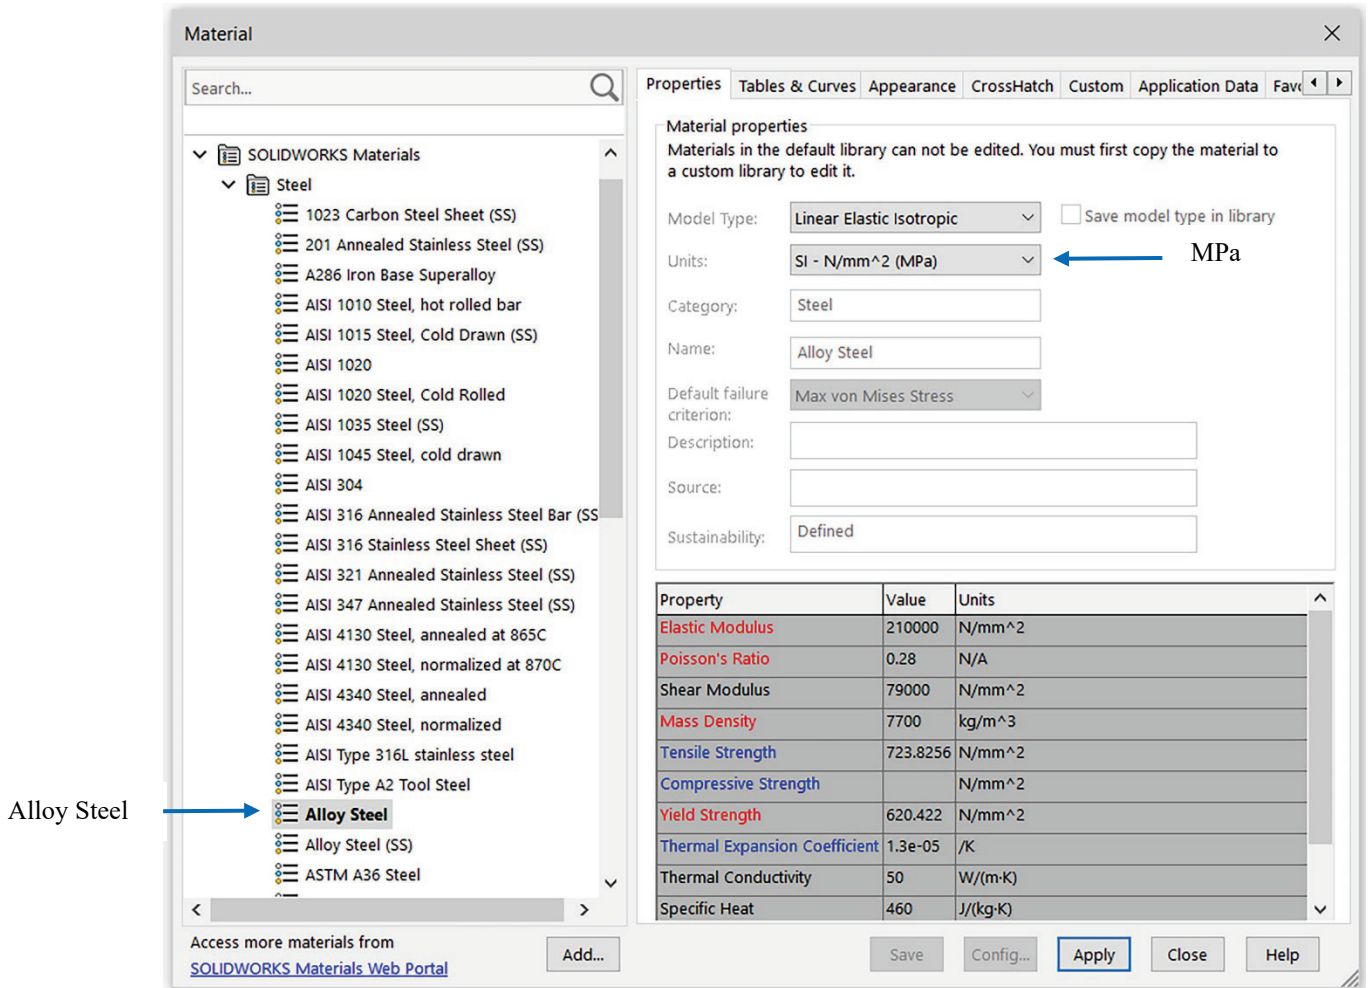 Material
Search...
SOLIDWORKS Materials
Steel
1023 Carbon Steel Sheet (SS)
201 Annealed Stainless Steel (SS)
A286 Iron Base Superalloy
AISI 1010 Steel, hot rolled bar
AISI 1015 Steel, Cold Drawn (SS)
AISI 1020
AISI 1020 Steel, Cold Rolled
AISI 1035 Steel (SS)
AISI 1045 Steel, cold drawn
AISI 304
AISI 316 Annealed Stainless Steel Bar (SS
AISI 316 Stainless Steel Sheet (SS)
AISI 321 Annealed Stainless Steel (SS)
AISI 347 Annealed Stainless Steel (SS)
AISI 4130 Steel, annealed at 865C
AISI 4130 Steel, normalized at 870C
AISI 4340 Steel, annealed
AISI 4340 Steel, normalized
AISI Type 316L stainless steel
AISI Type A2 Tool Steel
Alloy Steel
Alloy Steel
Alloy Steel (SS)
ASTM A36 Steel
Access more materials from
SOLIDWORKS Materials Web Portal
Add...
Properties Tables & Curves Appearance CrossHatch Custom Application Data Favo
Material properties
Materials in the default library can not be edited. You must first copy the material to
a custom library to edit it.
Model Type: Linear Elastic Isotropic Save model type in library
Units: SI - N/mm^2 (MPa) MPa
Category: Steel
Name: Alloy Steel
Default failure
criterion: Max von Mises Stress
Description:
Source:
Sustainability: Defined
Property Value Units
Elastic Modulus 210000 N/mm^2
Poisson's Ratio 0.28 N/A
Shear Modulus 79000 N/mm^2
Mass Density 7700 kg/m^3
Tensile Strength 723.8256 N/mm^2
Compressive Strength N/mm^2
Yield Strength 620.422 N/mm^2
Thermal Expansion Coefficient 1.3e-05 /K
Thermal Conductivity 50 W/(m·K)
Specific Heat 460 J/(kg·K)
Save Config... Apply Close Help